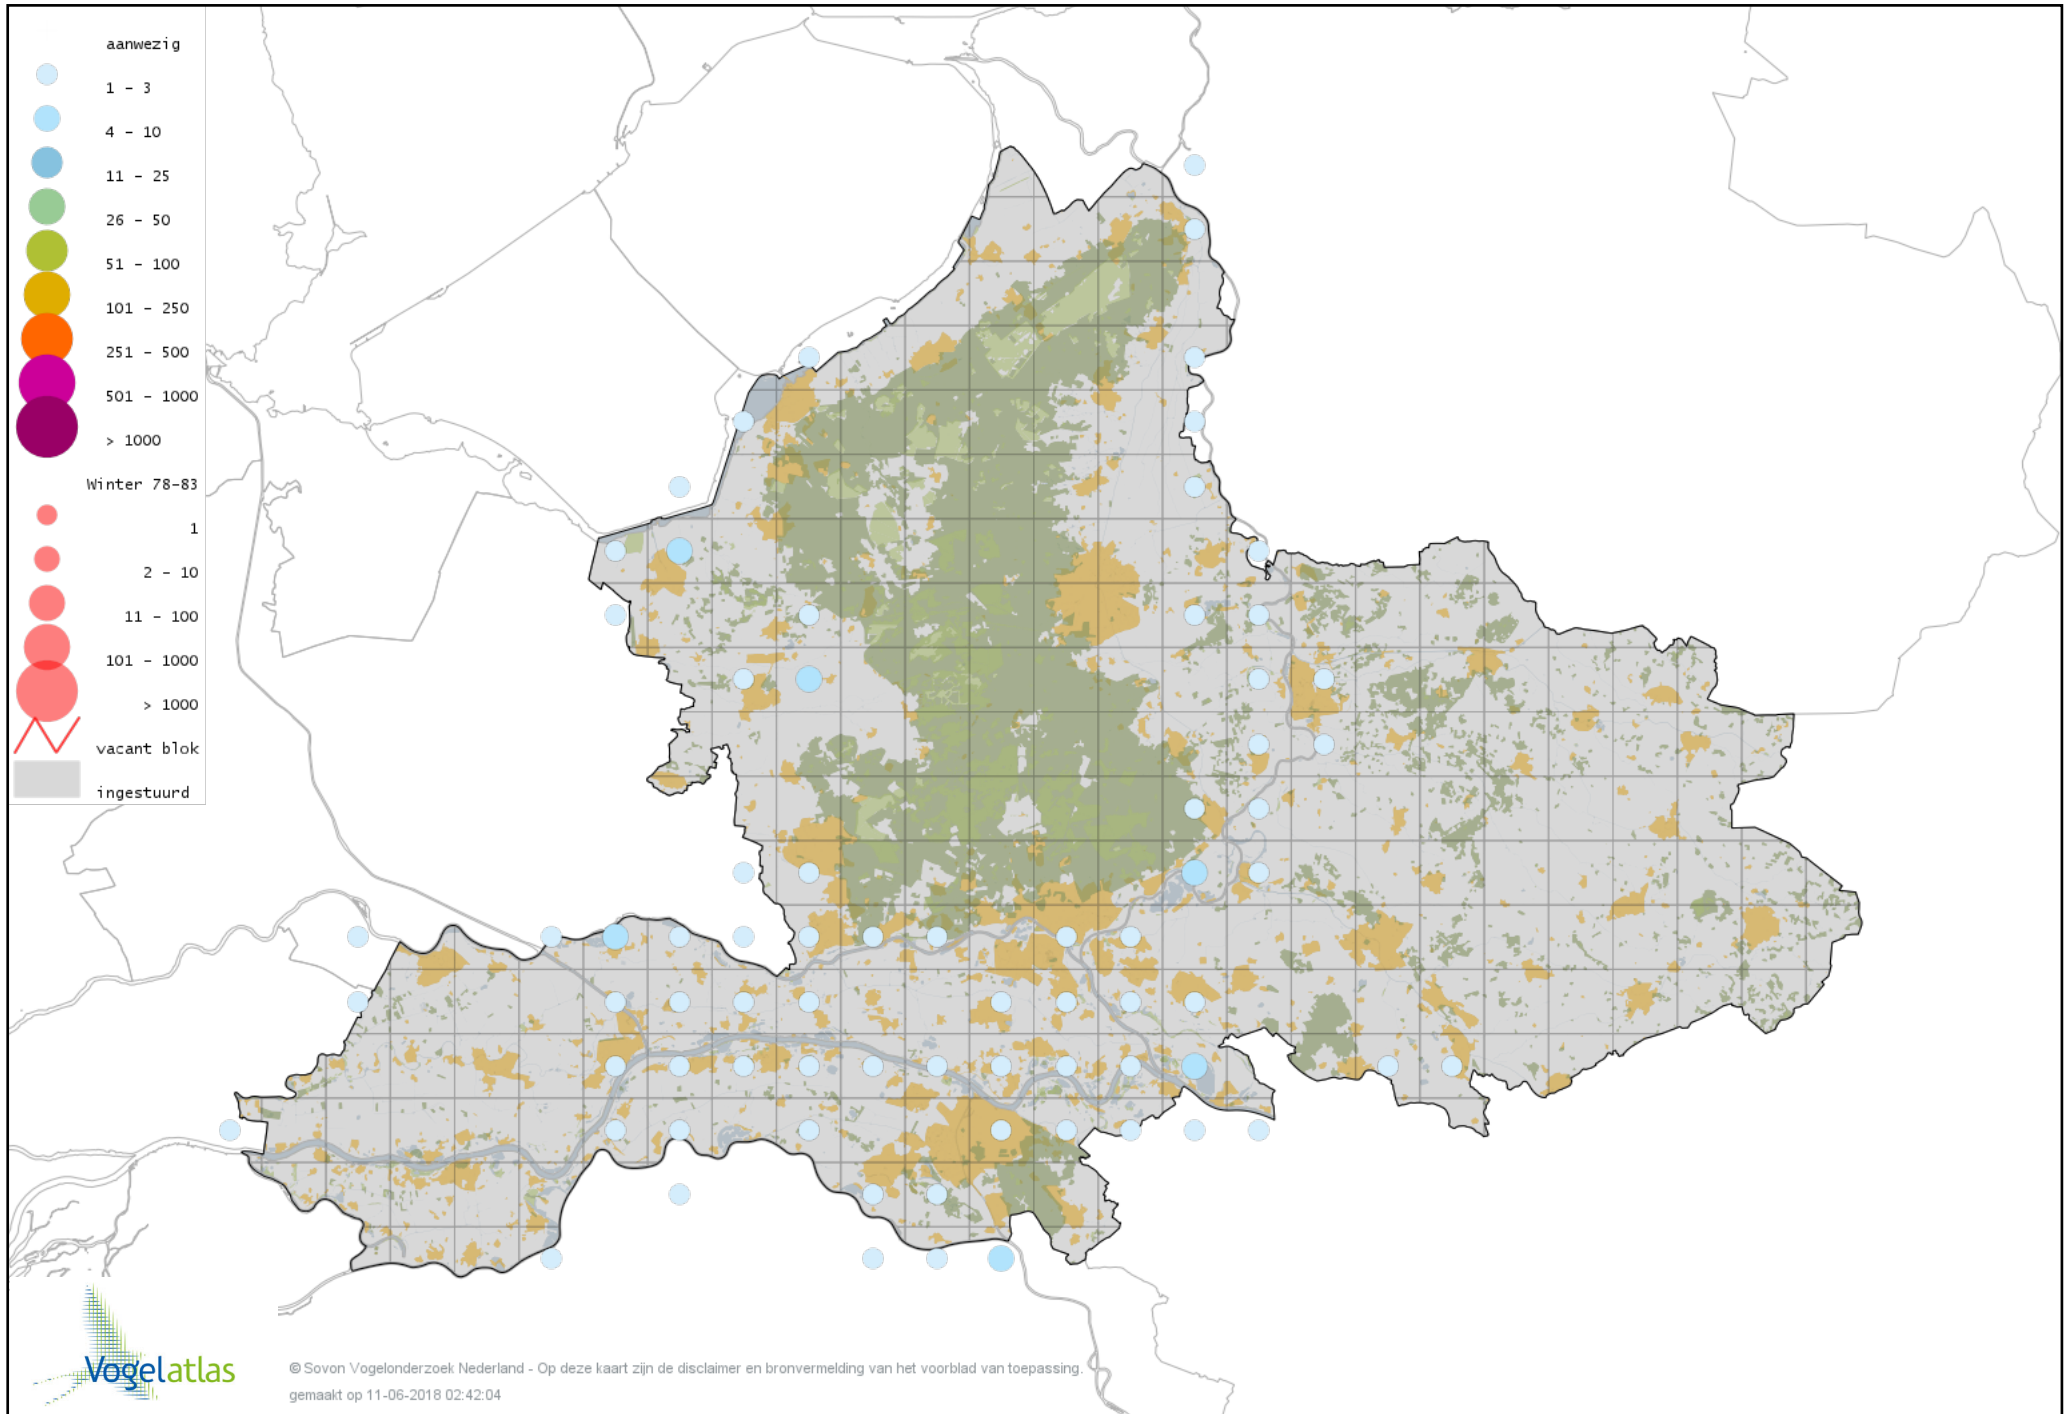 aanwezig
1 - 3
4 - 10
11 - 25
26 - 50
51 - 100
101 - 250
251 - 500
501 - 1000
> 1000
Winter 78-83
1
2 - 10
11 - 100
101 - 1000
> 1000
vacant blok
ingestuurd
Vogelatlas
© Sovon Vogelonderzoek Nederland - Op deze kaart zijn de disclaimer en bronvermelding van het voorblad van toepassing.
gemaakt op 11-06-2018 02:42:04